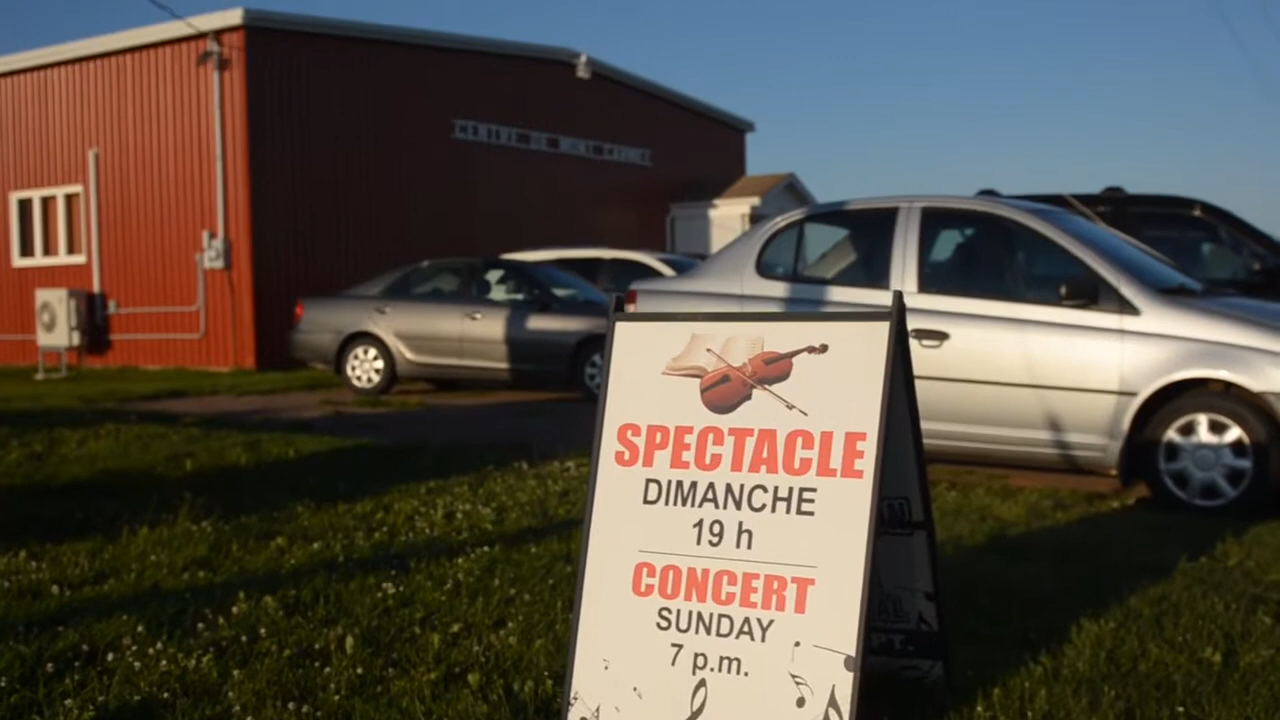 SPECTACLE
DIMANCHE
19 h
CONCERT
SUNDAY
7 p.m.